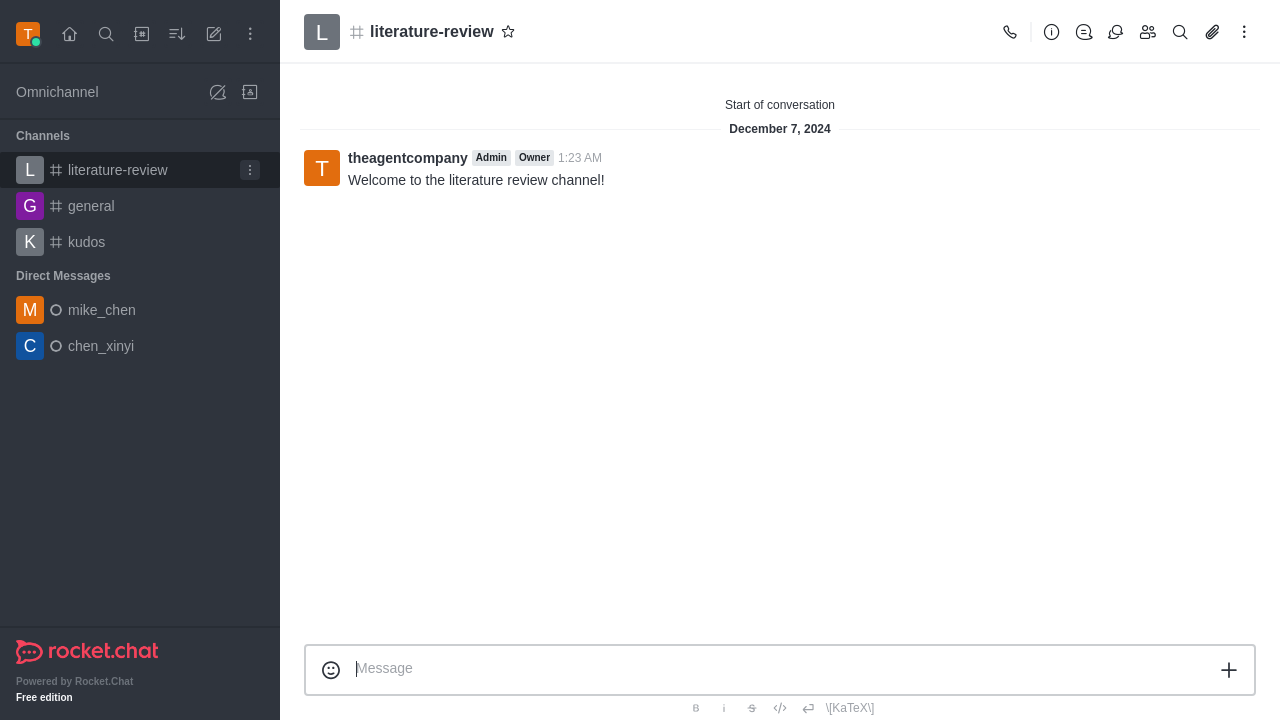 T
Omnichannel
Channels
L literature-review
G general
K kudos
Direct Messages
M mike_chen
C chen_xinyi
rocket.chat
Powered by Rocket.Chat
Free edition
L literature-review
Start of conversation
December 7, 2024
T theagentcompany Admin Owner 1:23 AM
Welcome to the literature review channel!
Message
B i S \[KaTeX\]